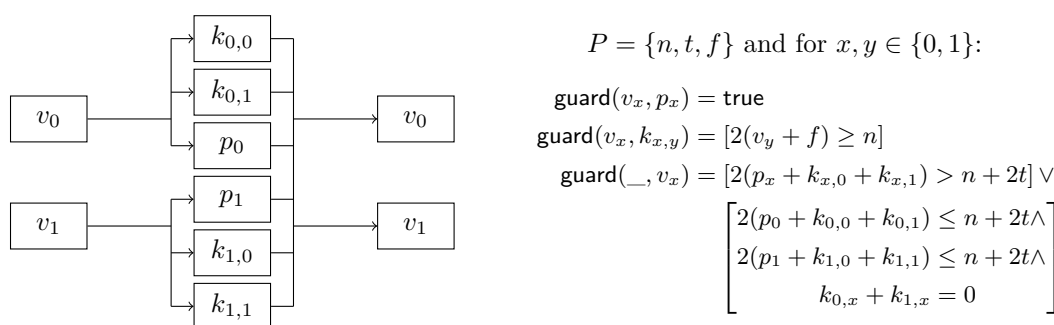 k_{0,0}
k_{0,1}
v_0
p_0
v_0
p_1
v_1
k_{1,0}
v_1
k_{1,1}
P = {n, t, f} and for x, y ∈ {0, 1}:
guard(v_x, p_x) = true
guard(v_x, k_{x,y}) = [2(v_y + f) ≥ n]
guard(_, v_x) = [2(p_x + k_{x,0} + k_{x,1}) > n + 2t] ∨
[2(p_0 + k_{0,0} + k_{0,1}) ≤ n + 2t∧
2(p_1 + k_{1,0} + k_{1,1}) ≤ n + 2t∧
k_{0,x} + k_{1,x} = 0]